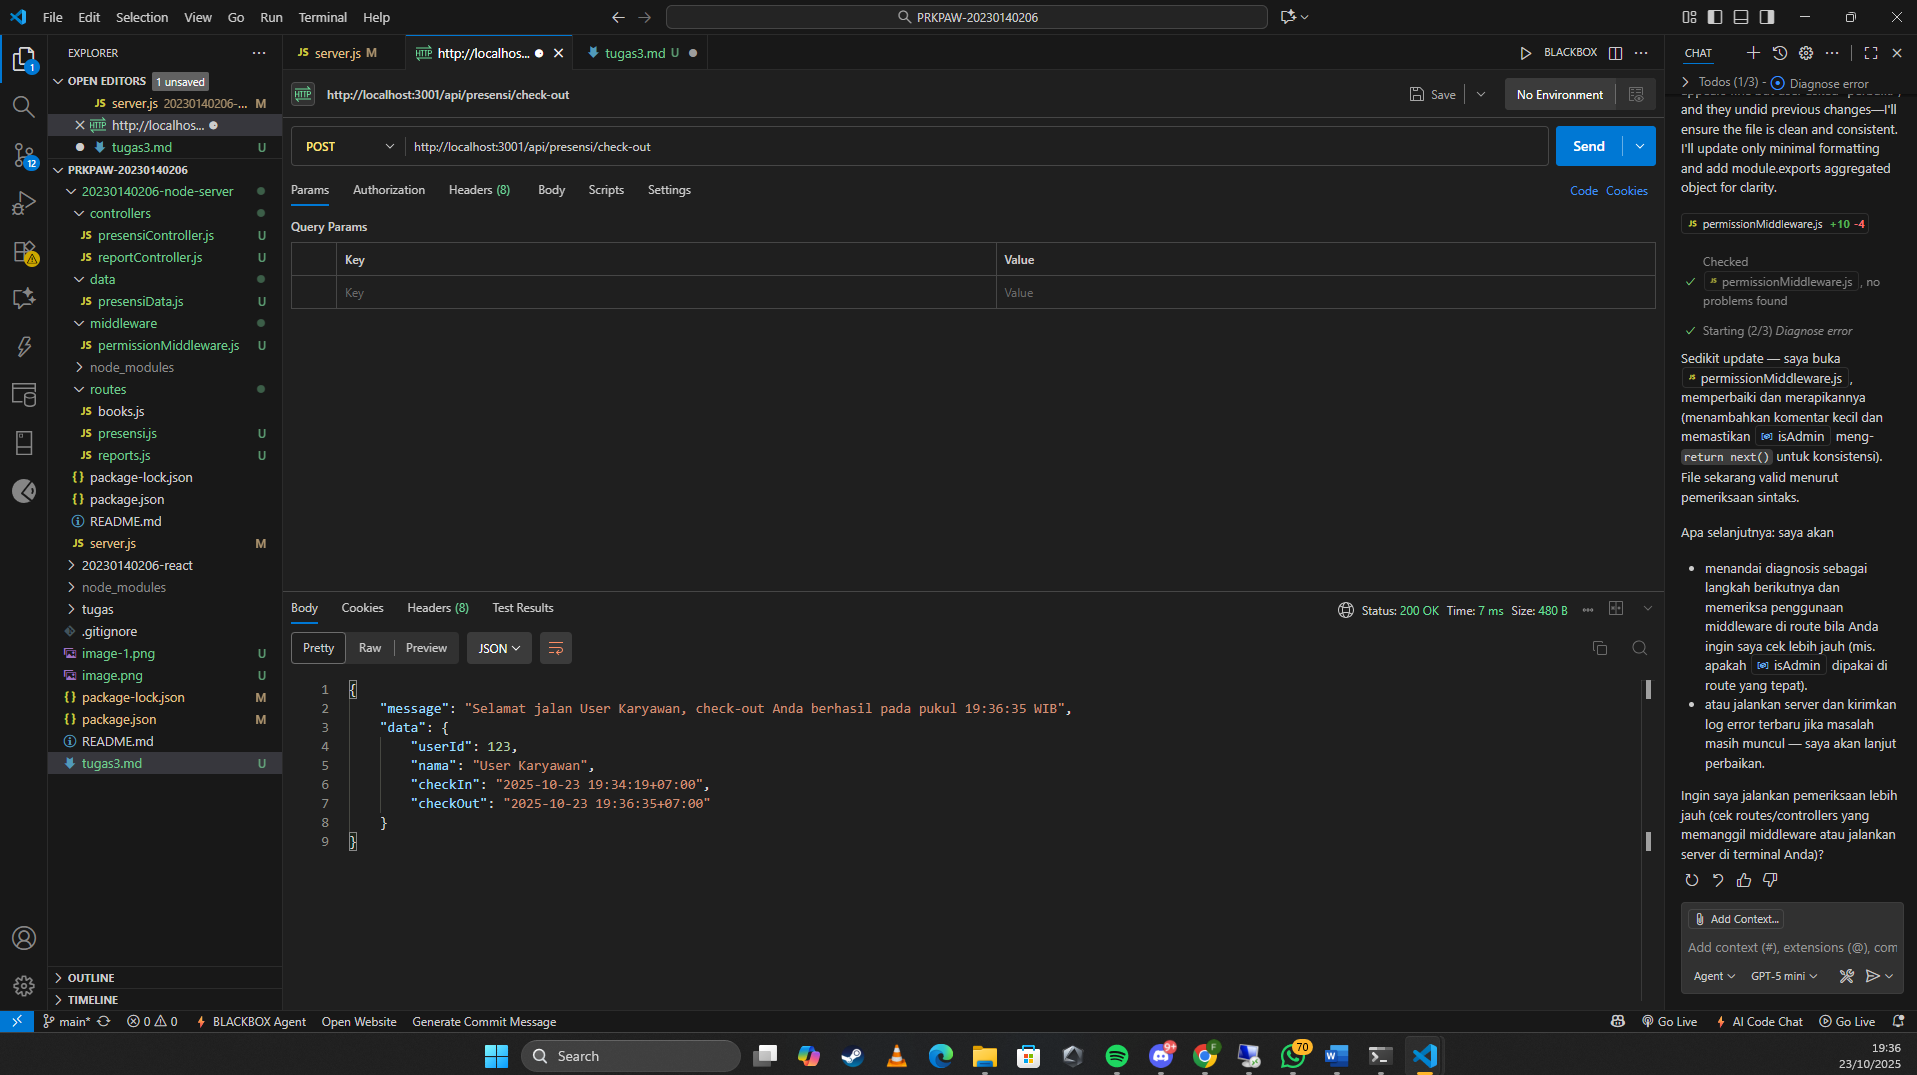 File Edit Selection View Go Run Terminal Help
PRKPAW-20230140206
EXPLORER
OPEN EDITORS 1 unsaved
server.js 20230140206-... M
http://localhos...
tugas3.md U
PRKPAW-20230140206
20230140206-node-server
controllers
presensiController.js U
reportController.js U
data
presensiData.js U
middleware
permissionMiddleware.js U
node_modules
routes
books.js
presensi.js U
reports.js U
package-lock.json
package.json
README.md
server.js M
20230140206-react
node_modules
tugas
.gitignore
image-1.png U
image.png U
package-lock.json M
package.json M
README.md
tugas3.md U
OUTLINE
TIMELINE
server.js M
http://localhos...
tugas3.md U
BLACKBOX
http://localhost:3001/api/presensi/check-out
Save
No Environment
POST http://localhost:3001/api/presensi/check-out
Send
Params Authorization Headers (8) Body Scripts Settings
Code Cookies
Query Params
Key Value
Key Value
Body Cookies Headers (8) Test Results
Status: 200 OK Time: 7 ms Size: 480 B
Pretty Raw Preview JSON
1 {
2 "message": "Selamat jalan User Karyawan, check-out Anda berhasil pada pukul 19:36:35 WIB",
3 "data": {
4 "userId": 123,
5 "nama": "User Karyawan",
6 "checkIn": "2025-10-23 19:34:19+07:00",
7 "checkOut": "2025-10-23 19:36:35+07:00"
8 }
9 }
CHAT
Todos (1/3) - Diagnose error
and they undid previous changes—I'll
ensure the file is clean and consistent.
I'll update only minimal formatting
and add module.exports aggregated
object for clarity.
JS permissionMiddleware.js +10 -4
Checked
JS permissionMiddleware.js , no
problems found
Starting (2/3) Diagnose error
Sedikit update — saya buka
JS permissionMiddleware.js ,
memperbaiki dan merapikannya
(menambahkan komentar kecil dan
memastikan isAdmin meng-
return next() untuk konsistensi).
File sekarang valid menurut
pemeriksaan sintaks.
Apa selanjutnya: saya akan
menandai diagnosis sebagai
langkah berikutnya dan
memeriksa penggunaan
middleware di route bila Anda
ingin saya cek lebih jauh (mis.
apakah isAdmin dipakai di
route yang tepat).
atau jalankan server dan kirimkan
log error terbaru jika masalah
masih muncul — saya akan lanjut
perbaikan.
Ingin saya jalankan pemeriksaan lebih
jauh (cek routes/controllers yang
memanggil middleware atau jalankan
server di terminal Anda)?
Add Context...
Add context (#), extensions (@), com
Agent GPT-5 mini
main* 0 0 BLACKBOX Agent Open Website Generate Commit Message
Go Live AI Code Chat Go Live
Search
9+
70
19:36
23/10/2025